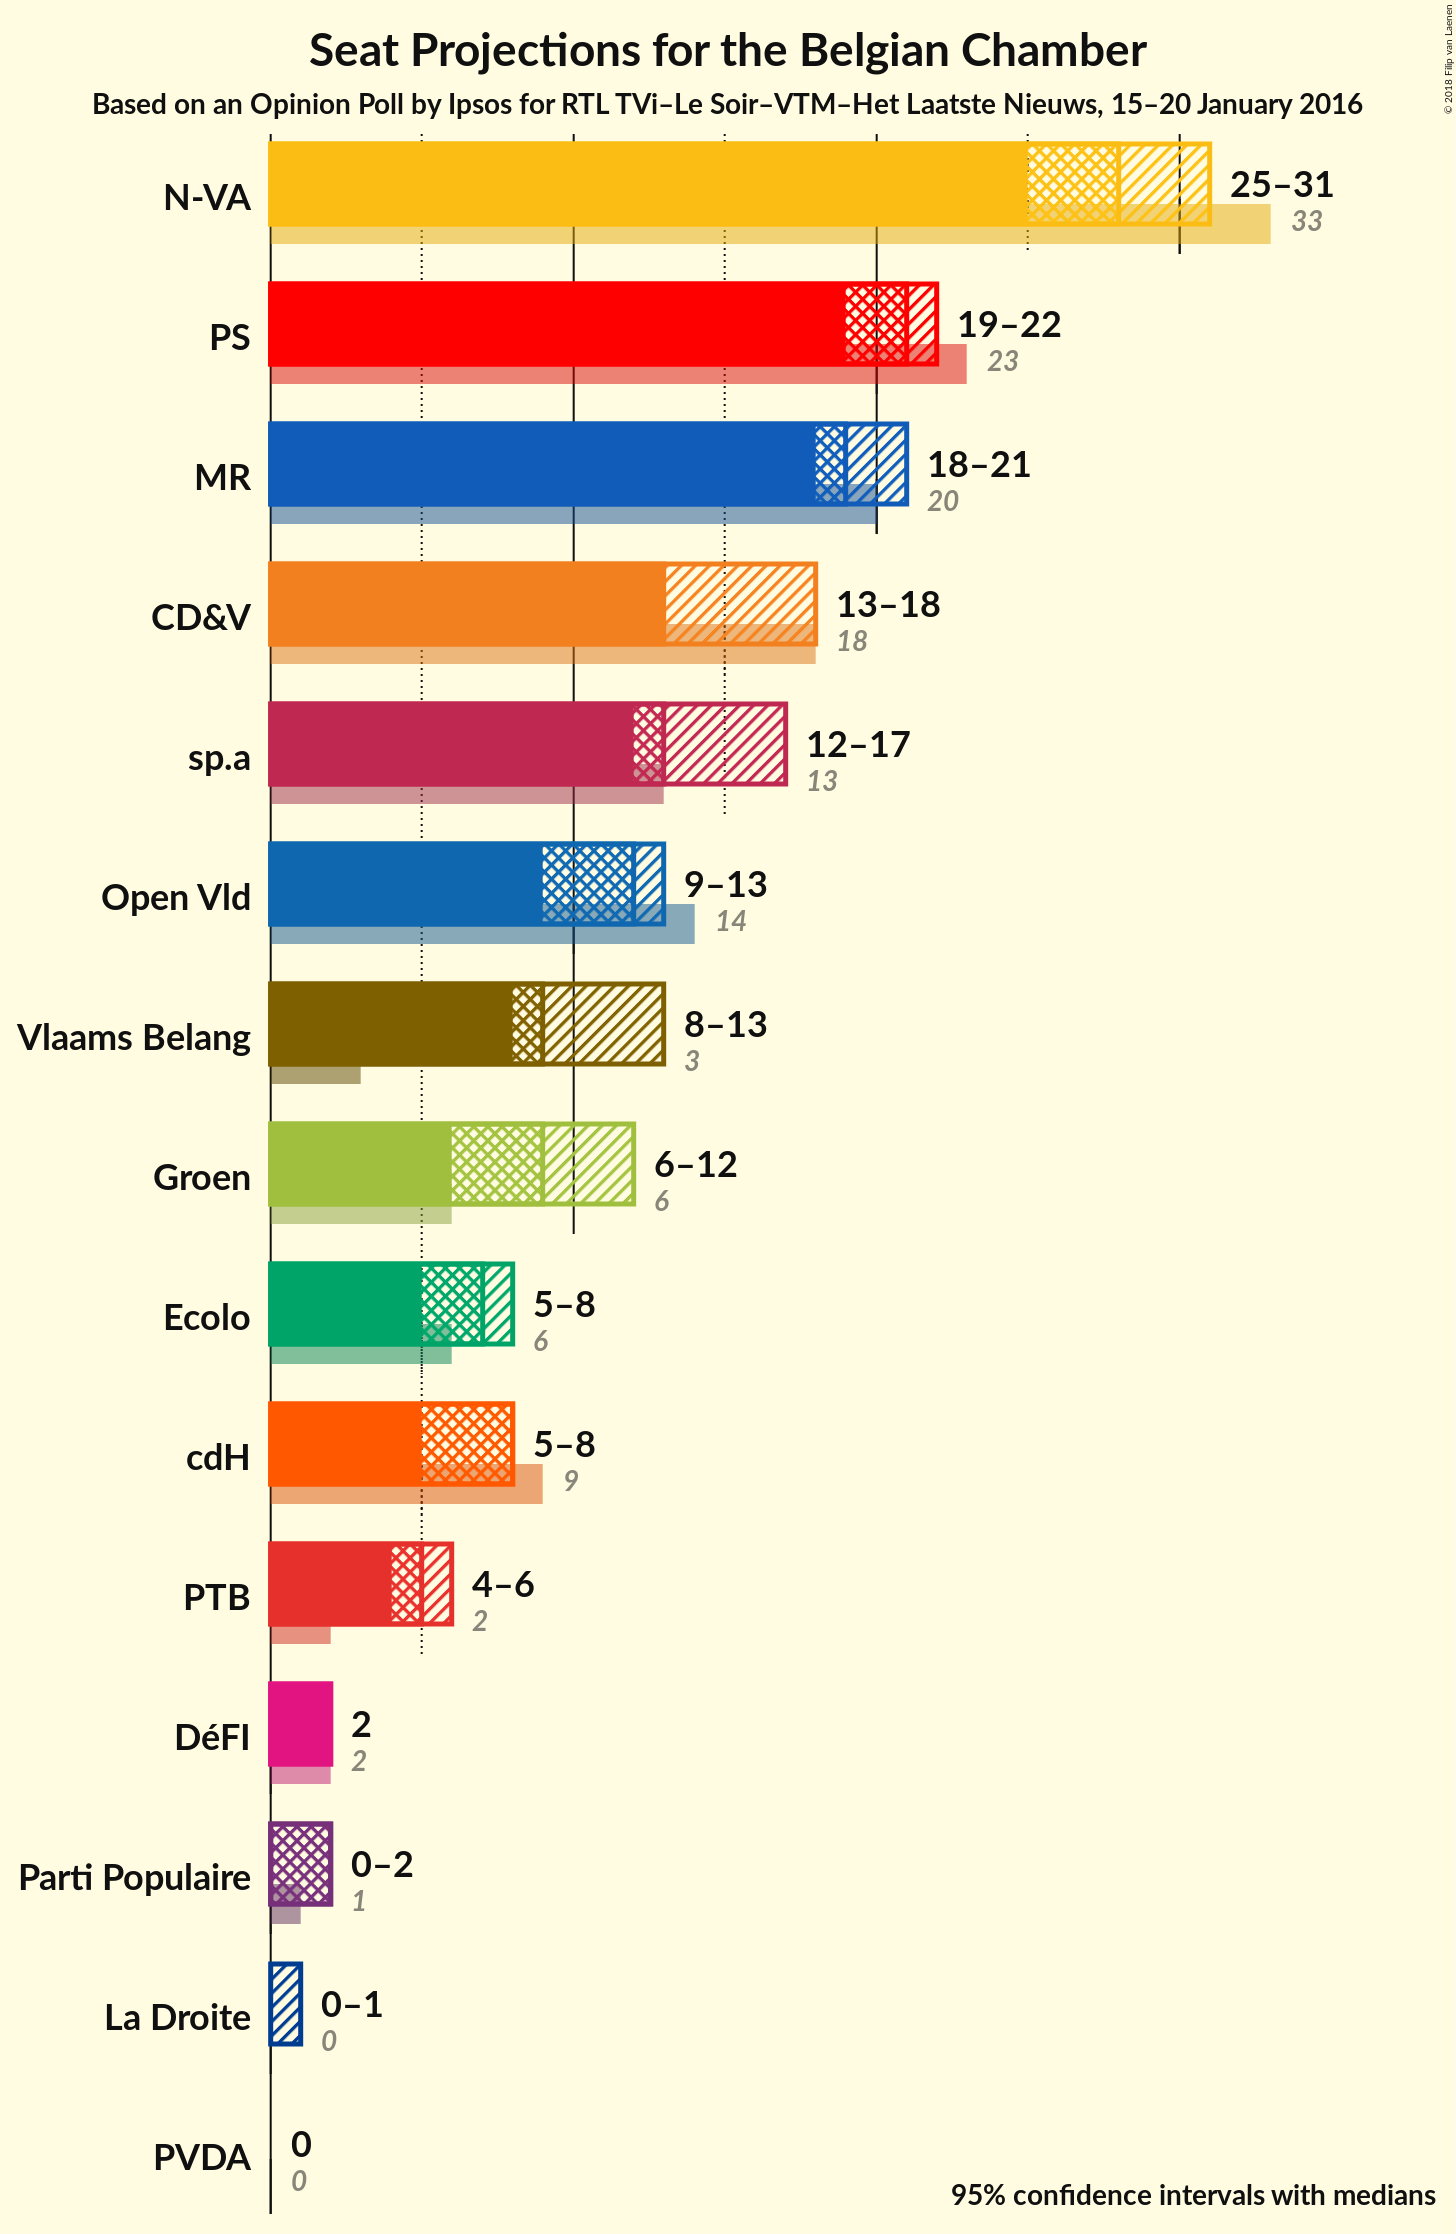 Seat Projections for the Belgian Chamber
Based on an Opinion Poll by Ipsos for RTL TVi–Le Soir–VTM–Het Laatste Nieuws, 15–20 January 2016
© 2018 Filip van Laenen
N-VA
25–31
33
PS
19–22
23
MR
18–21
20
CD&V
13–18
18
sp.a
12–17
13
Open Vld
9–13
14
Vlaams Belang
8–13
3
Groen
6–12
6
Ecolo
5–8
6
cdH
5–8
9
PTB
4–6
2
DéFI
2
2
Parti Populaire
0–2
1
La Droite
0–1
0
PVDA
0
0
95% confidence intervals with medians